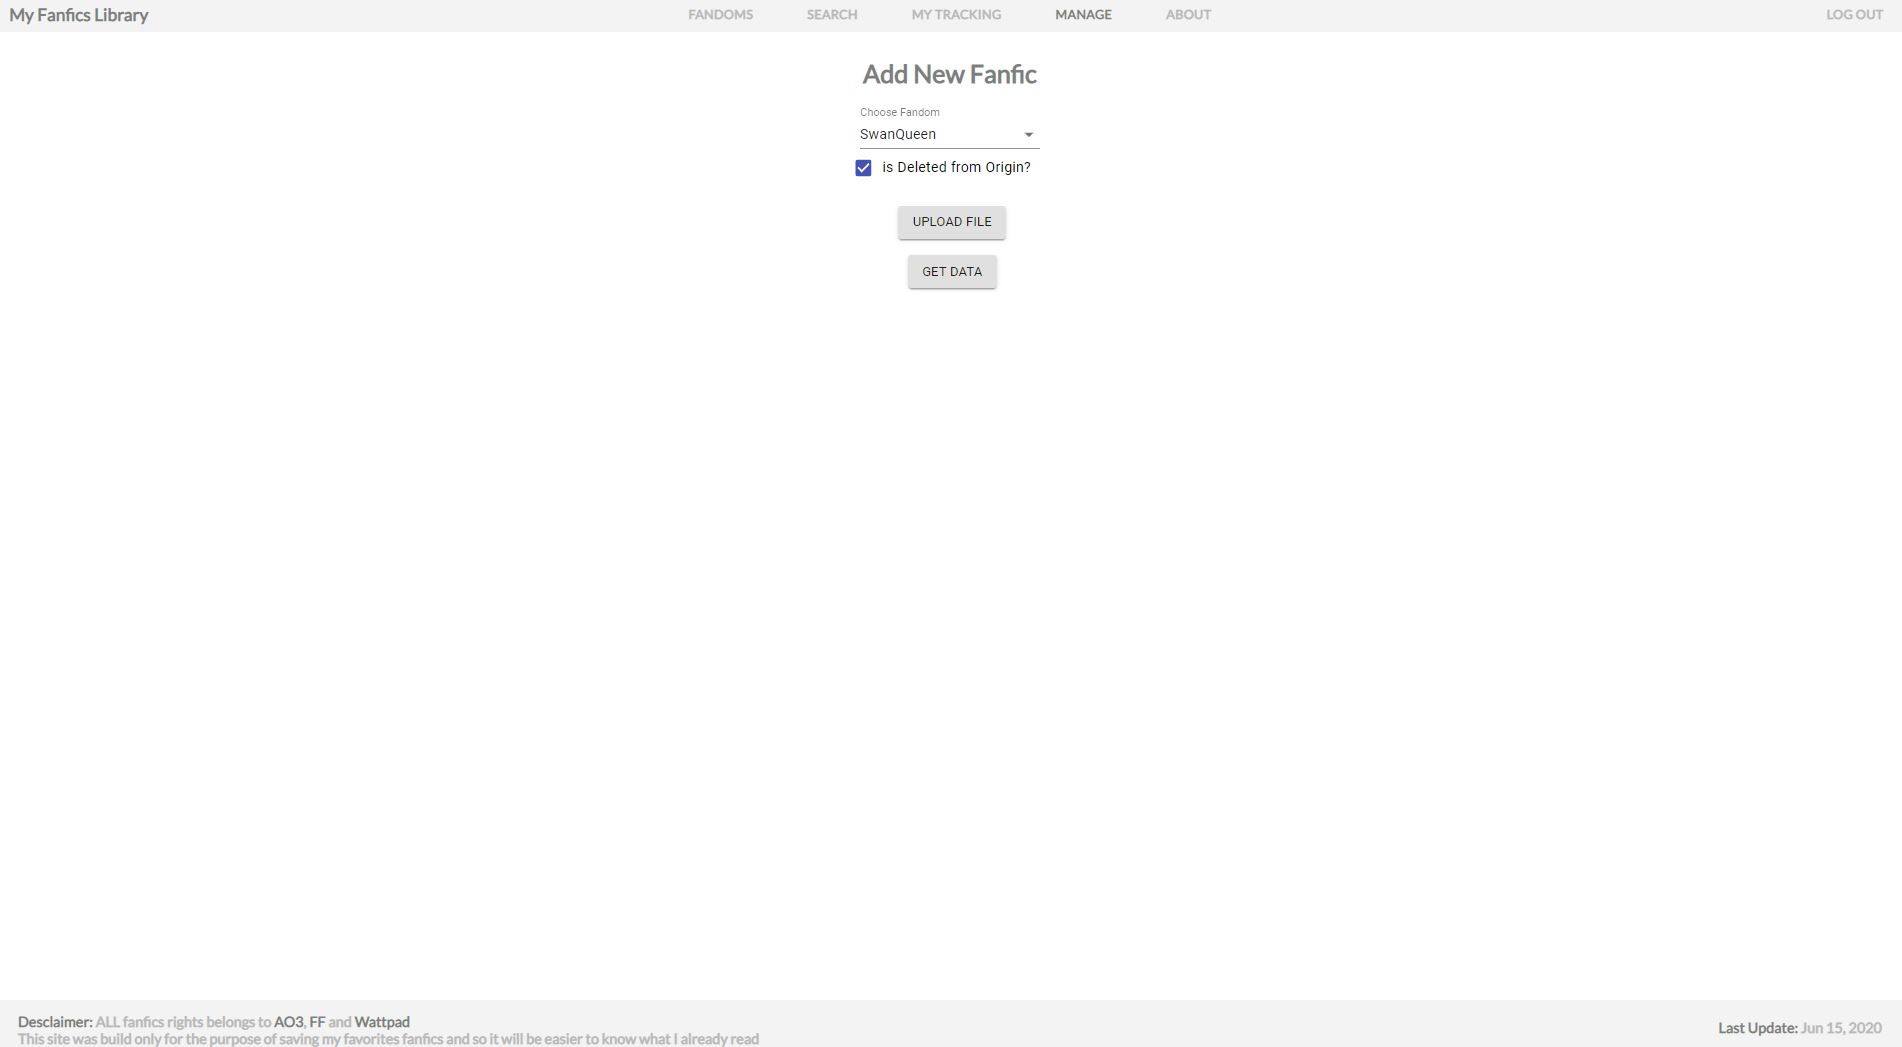 My Fanfics Library
FANDOMS SEARCH MY TRACKING MANAGE ABOUT
LOG OUT
Add New Fanfic
Choose Fandom
SwanQueen
is Deleted from Origin?
UPLOAD FILE
GET DATA
Desclaimer: ALL fanfics rights belongs to AO3, FF and Wattpad
This site was build only for the purpose of saving my favorites fanfics and so it will be easier to know what I already read
Last Update: Jun 15, 2020